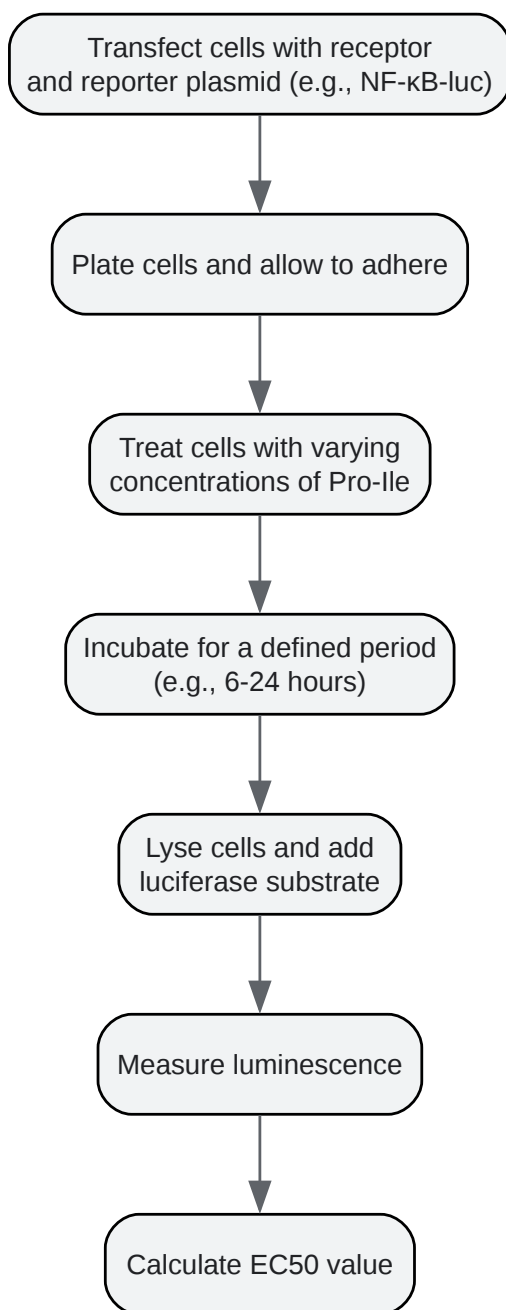 Transfect cells with receptor
and reporter plasmid (e.g., NF-κB-luc)
Plate cells and allow to adhere
Treat cells with varying
concentrations of Pro-Ile
Incubate for a defined period
(e.g., 6-24 hours)
Lyse cells and add
luciferase substrate
Measure luminescence
Calculate EC50 value